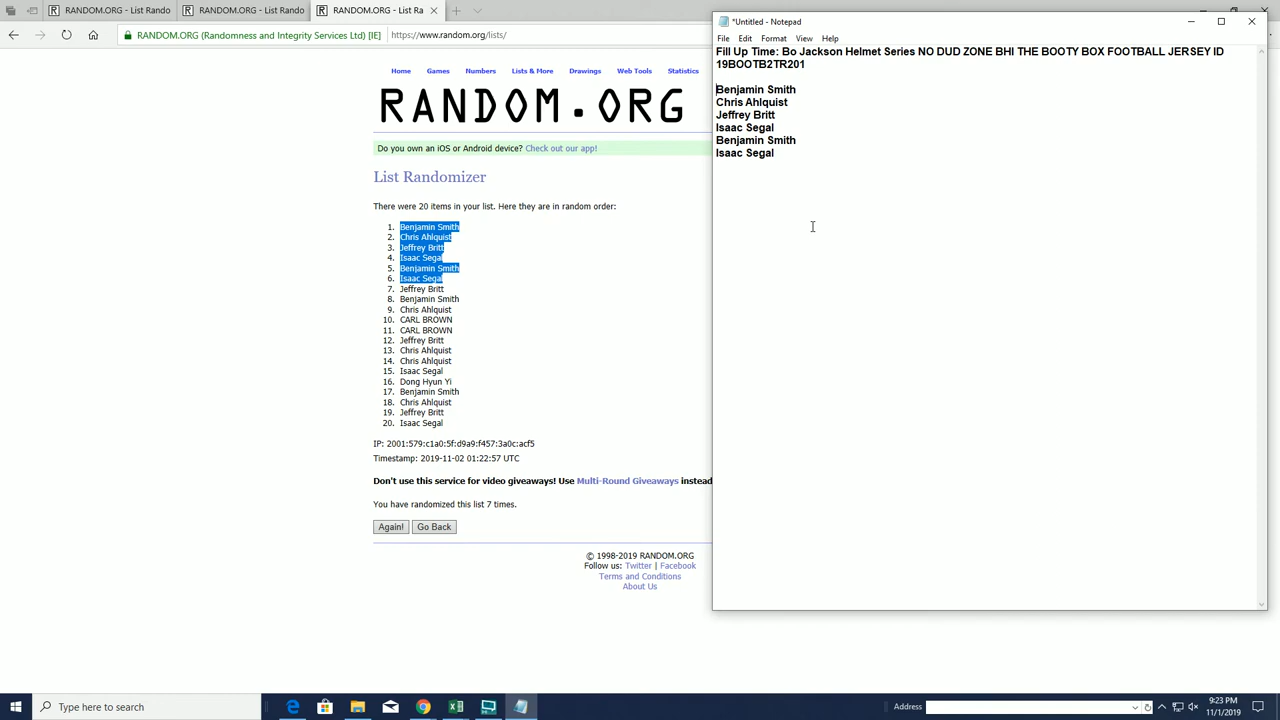 RANDOM.ORG - List Rando
RANDOM.ORG - List Rando
RANDOM.ORG - List Ra
RANDOM.ORG (Randomness and Integrity Services Ltd) [IE]
https://www.random.org/lists/
Home Games Numbers Lists & More Drawings Web Tools Statistics
RANDOM.ORG
Do you own an iOS or Android device? Check out our app!
List Randomizer
There were 20 items in your list. Here they are in random order:
1. Benjamin Smith
2. Chris Ahlquist
3. Jeffrey Britt
4. Isaac Segal
5. Benjamin Smith
6. Isaac Segal
7. Jeffrey Britt
8. Benjamin Smith
9. Chris Ahlquist
10. CARL BROWN
11. CARL BROWN
12. Jeffrey Britt
13. Chris Ahlquist
14. Chris Ahlquist
15. Isaac Segal
16. Dong Hyun Yi
17. Benjamin Smith
18. Chris Ahlquist
19. Jeffrey Britt
20. Isaac Segal
IP: 2001:579:c1a0:5f:d9a9:f457:3a0c:acf5
Timestamp: 2019-11-02 01:22:57 UTC
Don't use this service for video giveaways! Use Multi-Round Giveaways instead
You have randomized this list 7 times.
Again! Go Back
© 1998-2019 RANDOM.ORG
Follow us: Twitter | Facebook
Terms and Conditions
About Us
*Untitled - Notepad
File Edit Format View Help
Fill Up Time: Bo Jackson Helmet Series NO DUD ZONE BHI THE BOOTY BOX FOOTBALL JERSEY ID
19BOOTB2TR201
Benjamin Smith
Chris Ahlquist
Jeffrey Britt
Isaac Segal
Benjamin Smith
Isaac Segal
Type here to search
Address
9:23 PM
11/1/2019